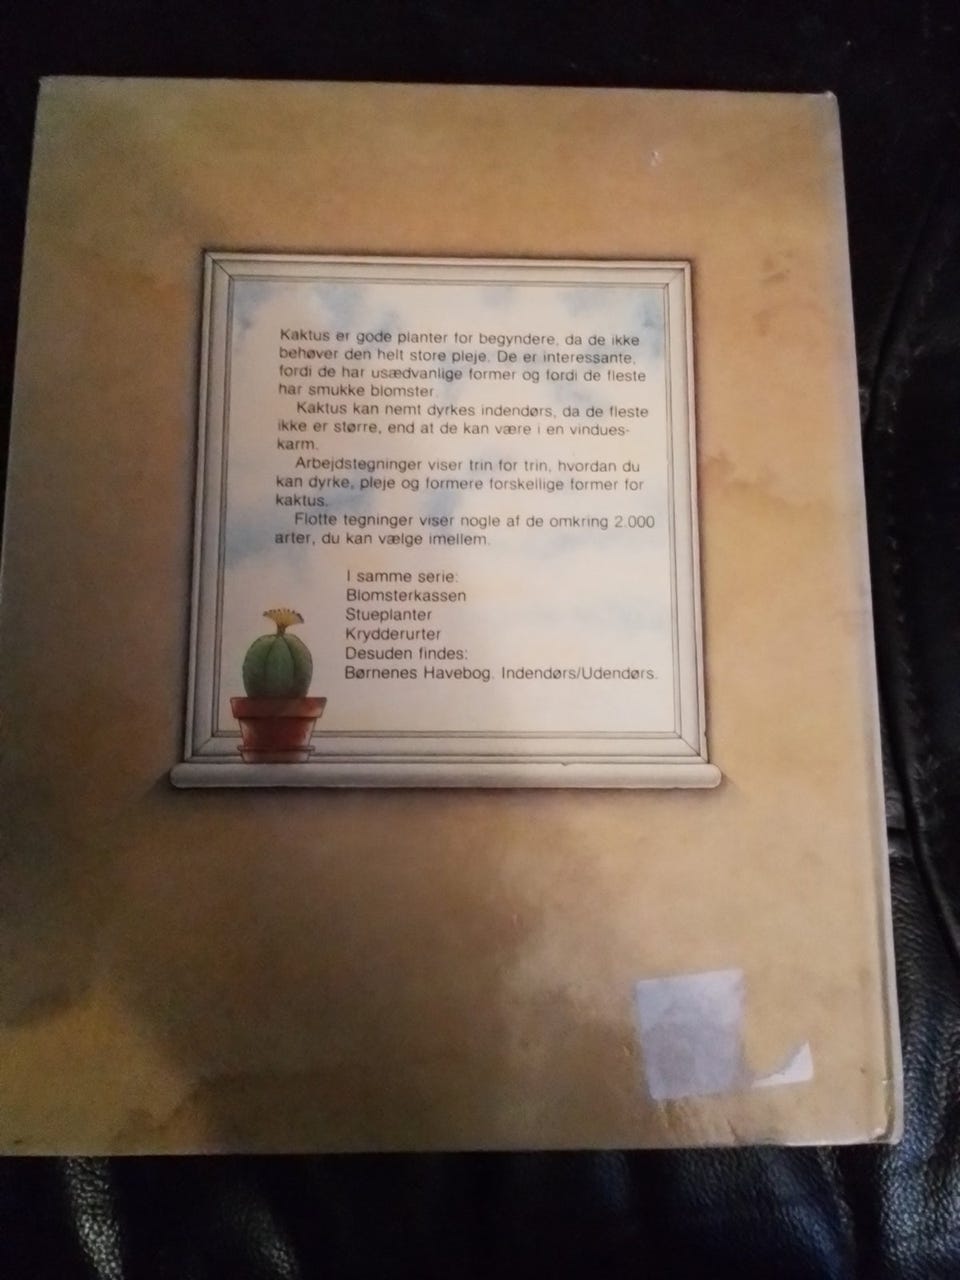 Kaktus er gode planter for begyndere, da de ikke
behøver den helt store pleje. De er interessante,
fordi de har usædvanlige former og fordi de fleste
har smukke blomster.
Kaktus kan nemt dyrkes indendørs, da de fleste
ikke er større, end at de kan være i en vindues-
karm.
Arbejdstegninger viser trin for trin, hvordan du
kan dyrke, pleje og formere forskellige former for
kaktus.
Flotte tegninger viser nogle af de omkring 2.000
arter, du kan vælge imellem.
I samme serie:
Blomsterkassen
Stueplanter
Krydderurter
Desuden findes:
Børnenes Havebog. Indendørs/Udendørs.